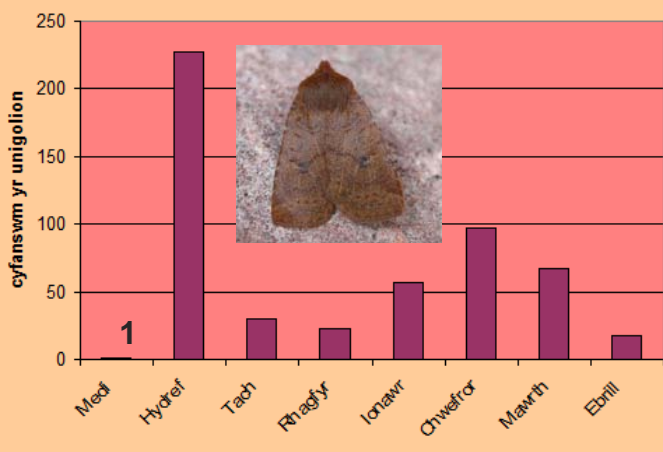 cyfanswm yr unigolion
250
200
150
100
50
0
1
Medi
Hydref
Tach
Rhagfyr
Ionawr
Chwefror
Mawrth
Ebrill